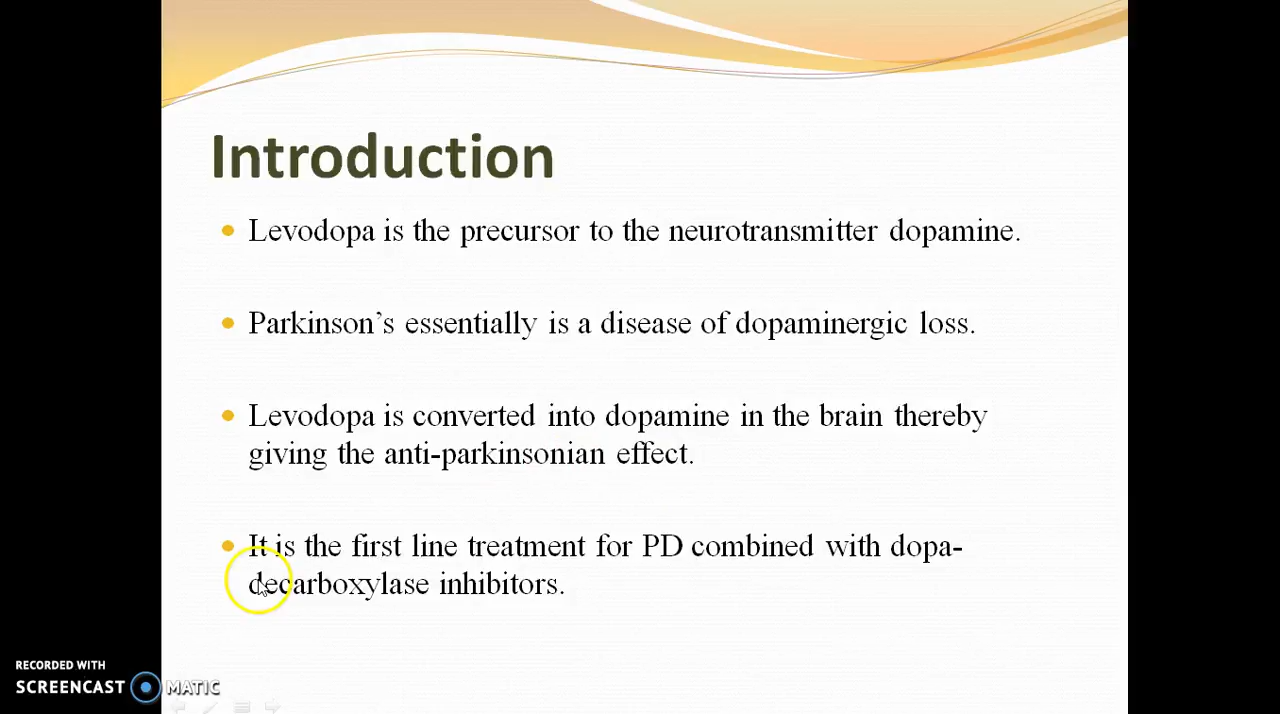 Introduction
Levodopa is the precursor to the neurotransmitter dopamine.
Parkinson’s essentially is a disease of dopaminergic loss.
Levodopa is converted into dopamine in the brain thereby
giving the anti-parkinsonian effect.
It is the first line treatment for PD combined with dopa-
decarboxylase inhibitors.
RECORDED WITH
SCREENCAST MATIC